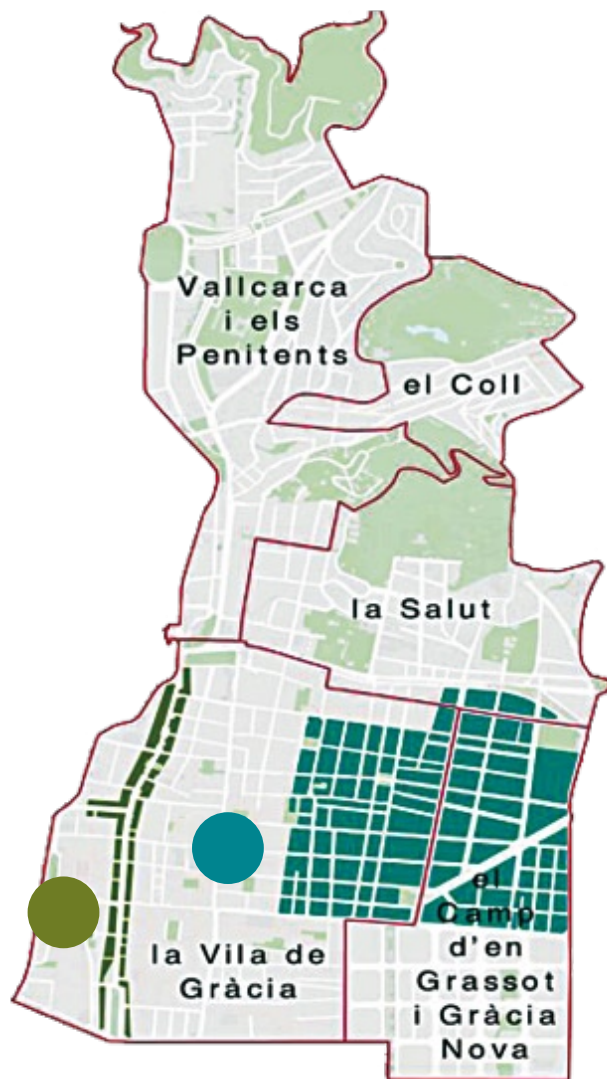 Vallcarca
i els
Penitents
el Coll
la Salut
la Vila de
Gràcia
el
Camp
d'en
Grassot
i Gràcia
Nova